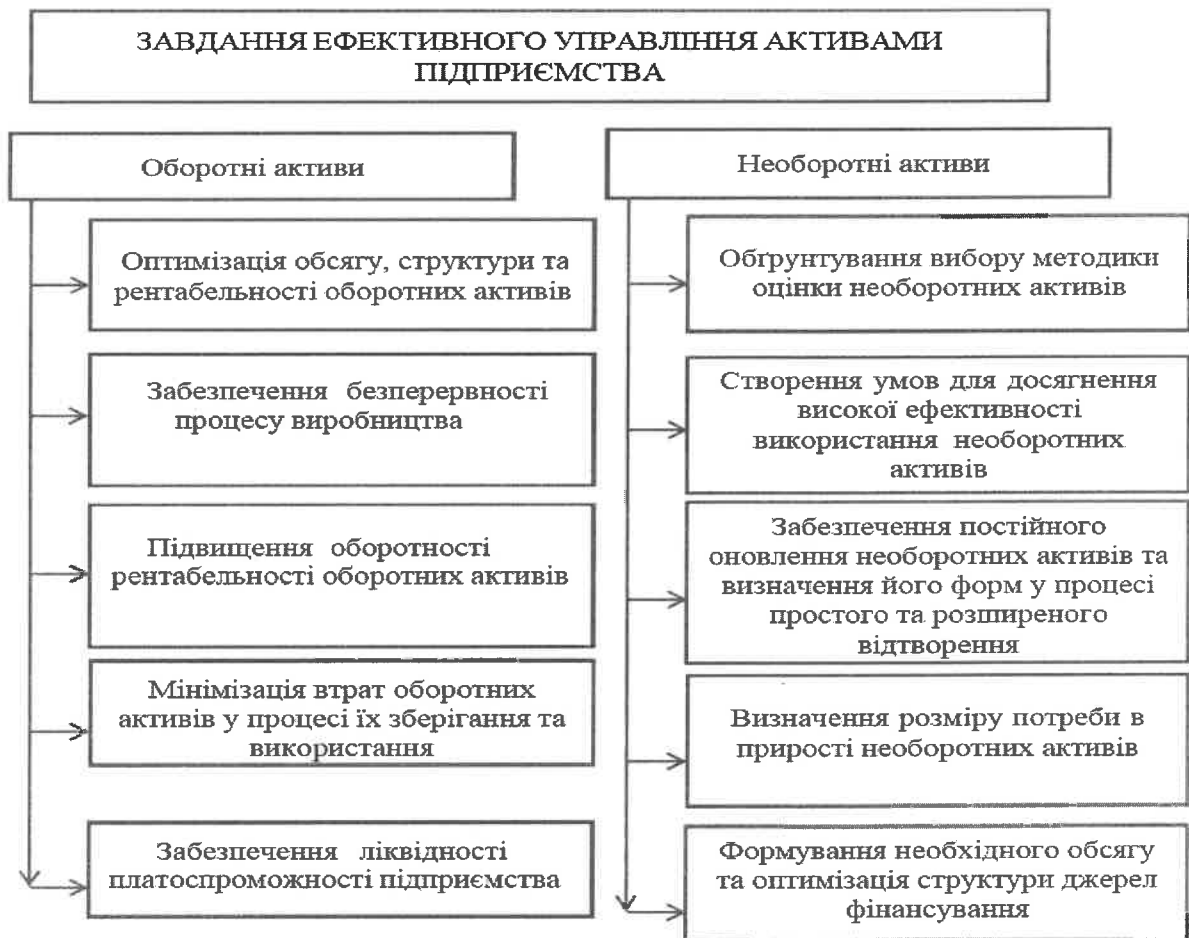 ЗАВДАННЯ ЕФЕКТИВНОГО УПРАВЛІННЯ АКТИВАМИ
ПІДПРИЄМСТВА
Оборотні активи
Оптимізація обсягу, структури та
рентабельності оборотних активів
Забезпечення безперервності
процесу виробництва
Підвищення оборотності
рентабельності оборотних активів
Мінімізація втрат оборотних
активів у процесі їх зберігання та
використання
Забезпечення ліквідності
платоспроможності підприємства
Необоротні активи
Обґрунтування вибору методики
оцінки необоротних активів
Створення умов для досягнення
високої ефективності
використання необоротних
активів
Забезпечення постійного
оновлення необоротних активів та
визначення його форм у процесі
простого та розширеного
відтворення
Визначення розміру потреби в
прирості необоротних активів
Формування необхідного обсягу
та оптимізація структури джерел
фінансування